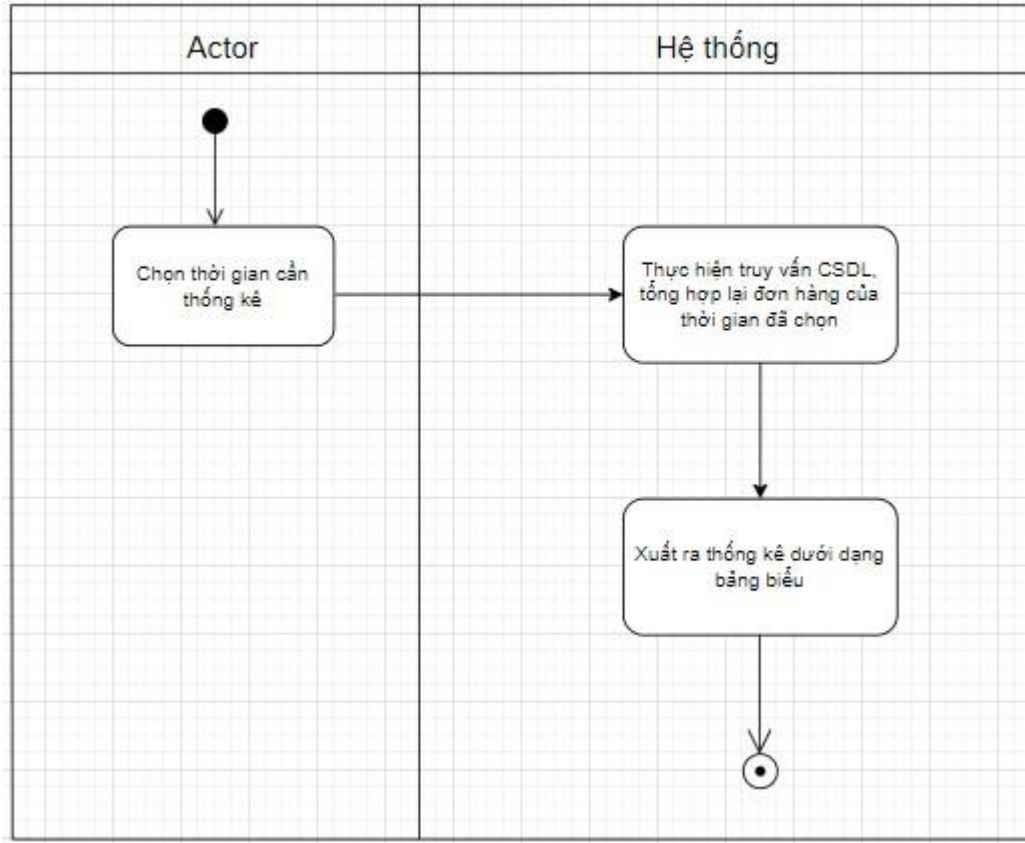 Actor
Hệ thống
Chọn thời gian cần
thống kê
Thực hiện truy vấn CSDL,
tổng hợp lại đơn hàng của
thời gian đã chọn
Xuất ra thống kê dưới dạng
bảng biểu